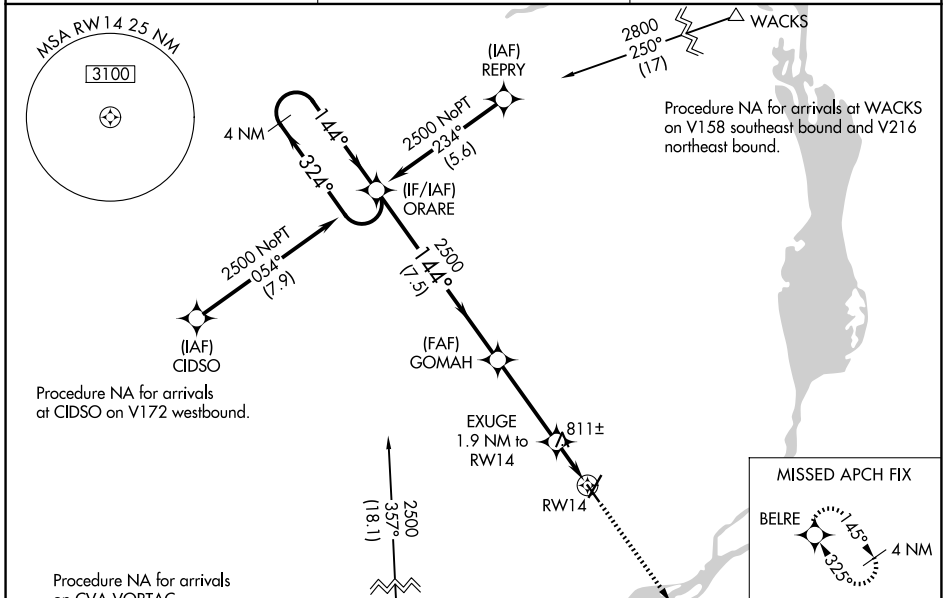 MSA RW14 25 NM
3100
(IAF)
REPRY
2800
250°
(17)
WACKS
Procedure NA for arrivals at WACKS
on V158 southeast bound and V216
northeast bound.
4 NM
144°
324°
2500 NoPT
234°
(5.6)
(IF/IAF)
ORARE
2500 NoPT
054°
(7.9)
2500
144°
(7.5)
(IAF)
CIDSO
(FAF)
GOMAH
Procedure NA for arrivals
at CIDSO on V172 westbound.
EXUGE
1.9 NM to
RW14
811±
RW14
2500
357°
(18.1)
MISSED APCH FIX
BELRE
145°
325°
4 NM
Procedure NA for arrivals
on CVA VORTAC